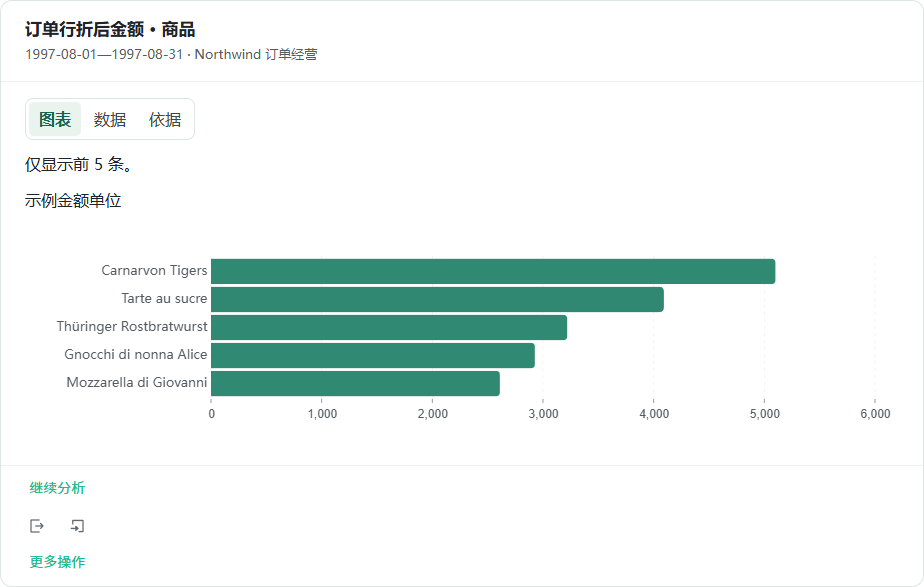 订单行折后金额 • 商品
1997-08-01—1997-08-31 · Northwind 订单经营
图表 数据 依据
仅显示前 5 条。
示例金额单位
Carnarvon Tigers
Tarte au sucre
Thüringer Rostbratwurst
Gnocchi di nonna Alice
Mozzarella di Giovanni
0 1,000 2,000 3,000 4,000 5,000 6,000
继续分析
更多操作